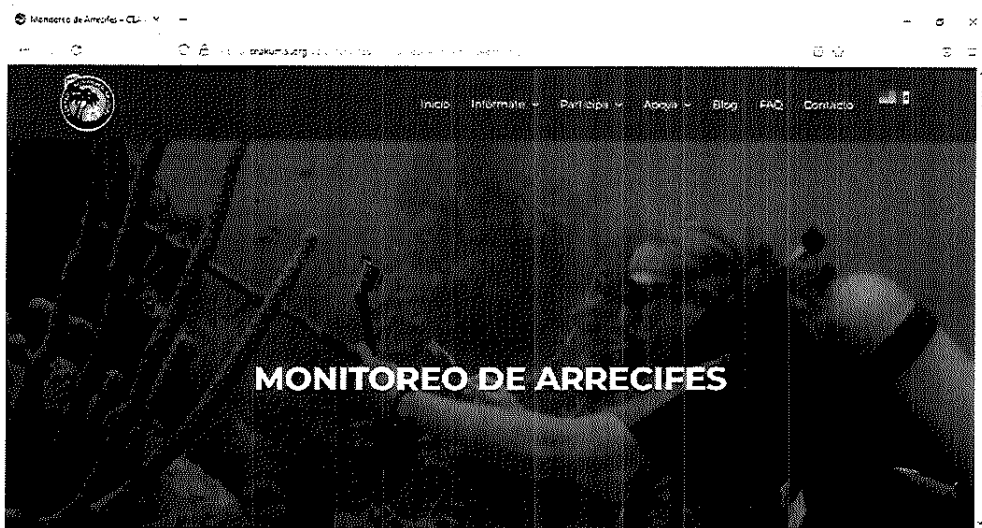 Monitoreo de Arrecifes – CL
Inicio Infórmate Participa Apoya Blog FAQ Contacto
MONITOREO DE ARRECIFES